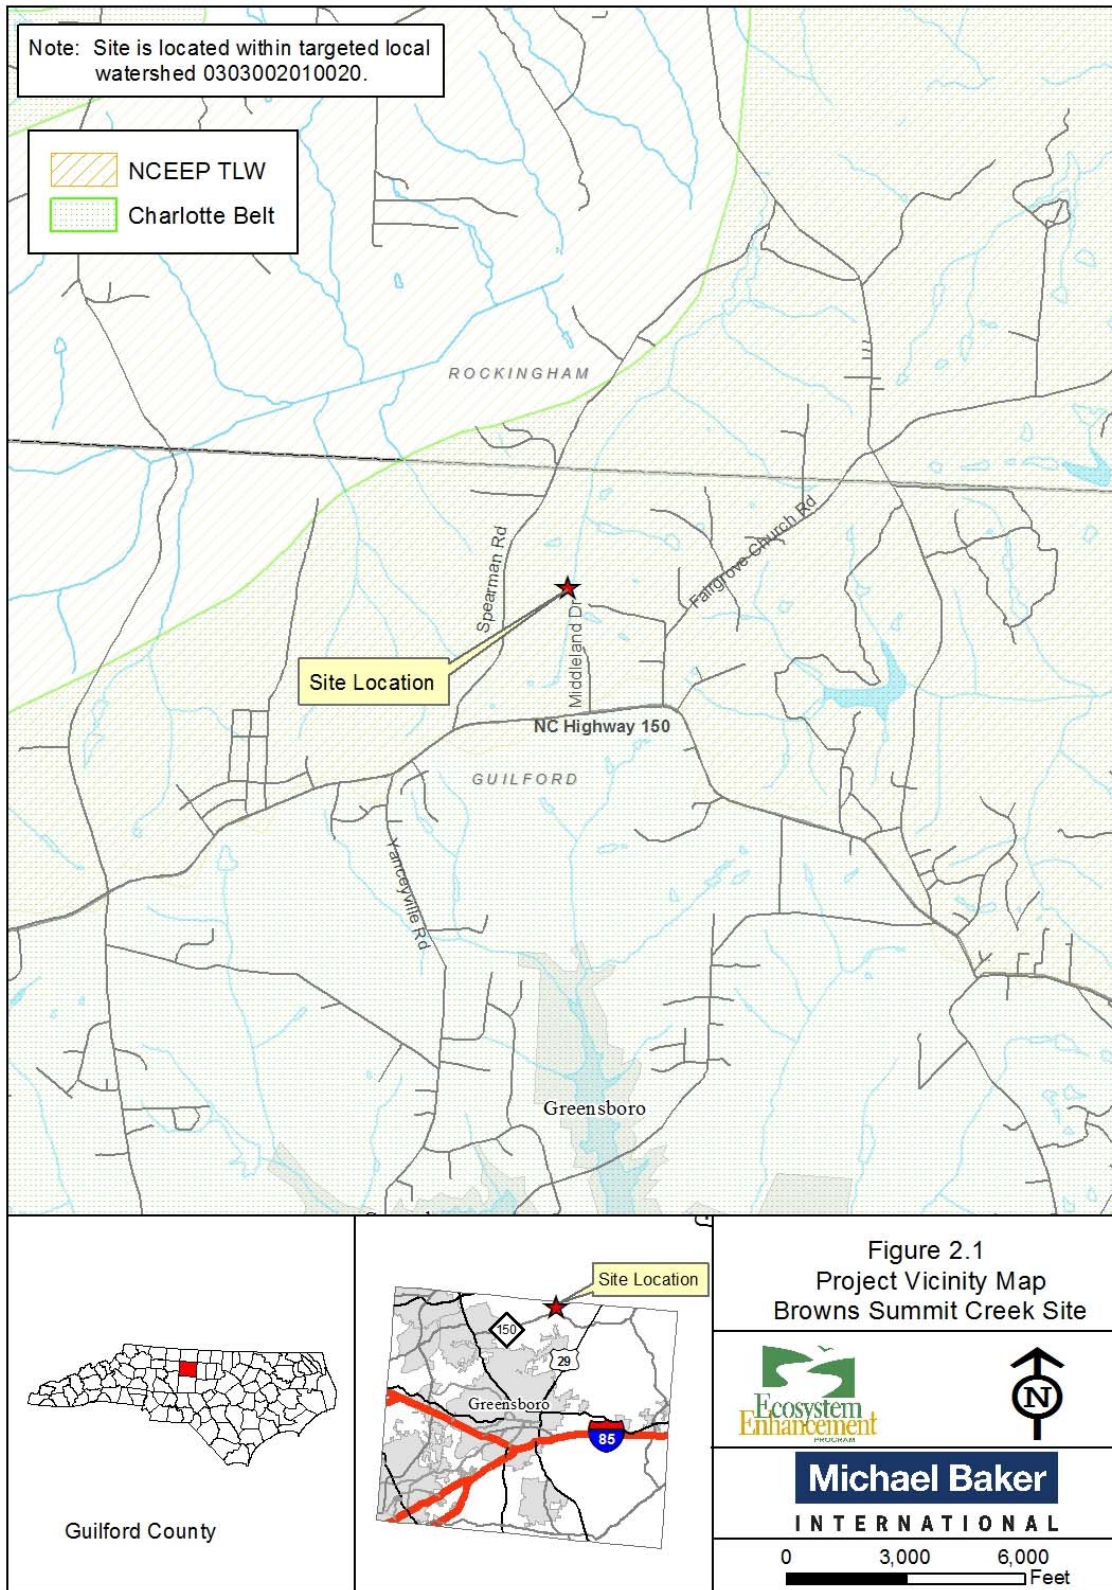 Note: Site is located within targeted local
watershed 0303002010020.
NCEEP TLW
Charlotte Belt
ROCKINGHAM
Spearman Rd
Fairgrove Church Rd
Middleland Dr
Site Location
NC Highway 150
GUILFORD
Yanceyville Rd
Greensboro
Guilford County
Site Location
150
29
Greensboro
85
Figure 2.1
Project Vicinity Map
Browns Summit Creek Site
Ecosystem
Enhancement
PROGRAM
N
Michael Baker
INTERNATIONAL
0 3,000 6,000
Feet